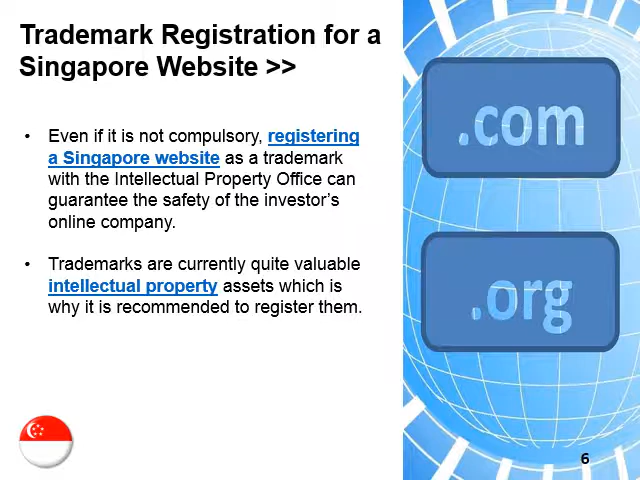 Trademark Registration for a
Singapore Website >>
• Even if it is not compulsory, registering
a Singapore website as a trademark
with the Intellectual Property Office can
guarantee the safety of the investor’s
online company.
• Trademarks are currently quite valuable
intellectual property assets which is
why it is recommended to register them.
.com
.org
6